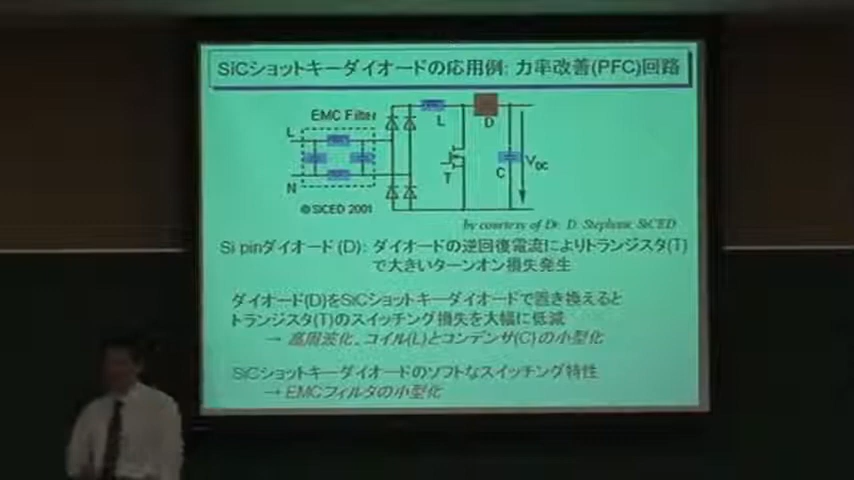 SiCショットキーダイオードの応用例: 力率改善(PFC)回路
EMC Filter
L
L
D
T
C
VDC
N
© SiCED 2001
by courtesy of Dr. D. Stephani, SiCED
Si pinダイオード (D): ダイオードの逆回復電流によりトランジスタ(T)
で大きいターンオン損失発生
ダイオード(D)をSiCショットキーダイオードで置き換えると
トランジスタ(T)のスイッチング損失を大幅に低減
→ 高周波化、コイル(L)とコンデンサ(C)の小型化
SiCショットキーダイオードのソフトなスイッチング特性
→ EMCフィルタの小型化